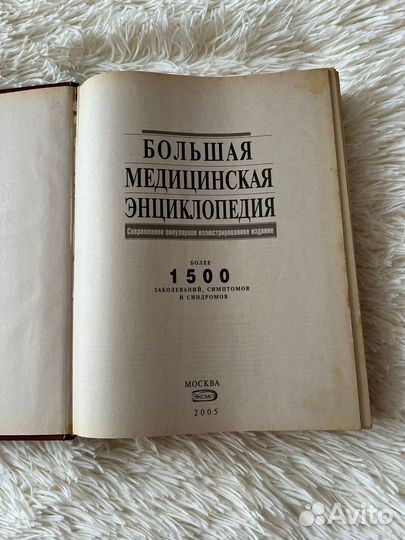 БОЛЬШАЯ
МЕДИЦИНСКАЯ
ЭНЦИКЛОПЕДИЯ
Современное популярное иллюстрированное издание
БОЛЕЕ
1500
ЗАБОЛЕВАНИЙ, СИМПТОМОВ
И СИНДРОМОВ
МОСКВА
ЭКСМО
2005
Avito